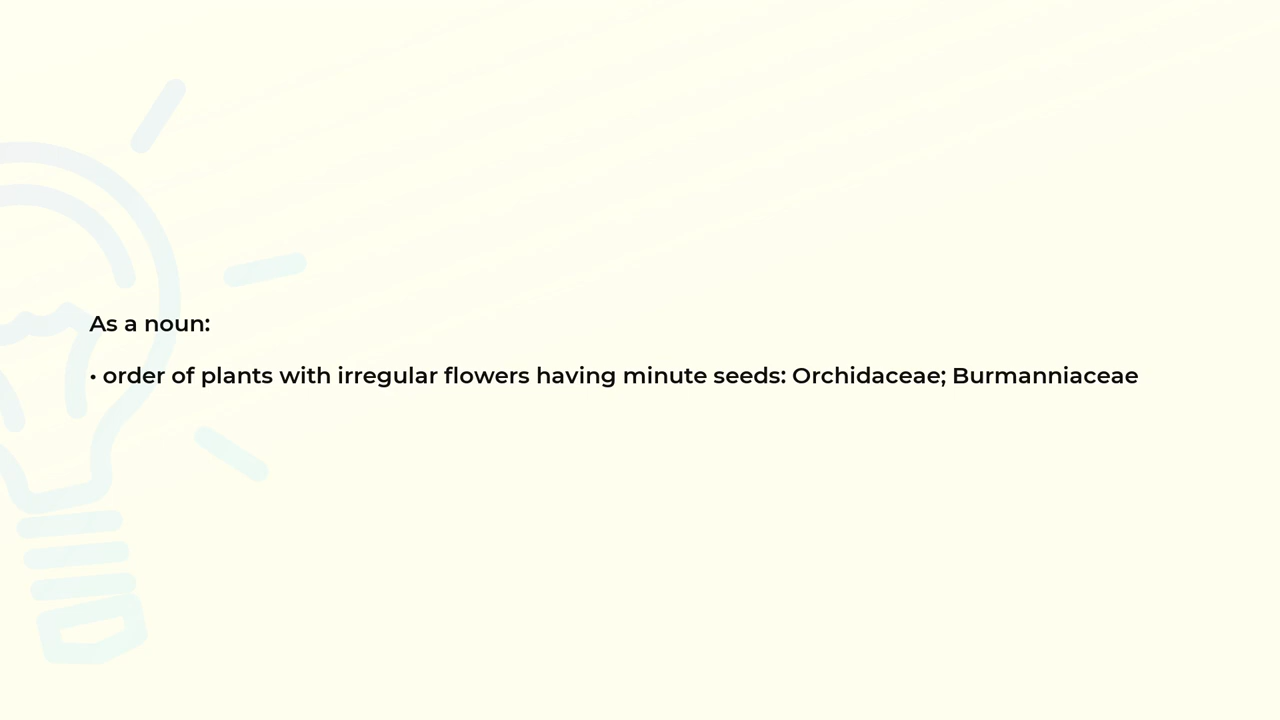 As a noun:
• order of plants with irregular flowers having minute seeds: Orchidaceae; Burmanniaceae